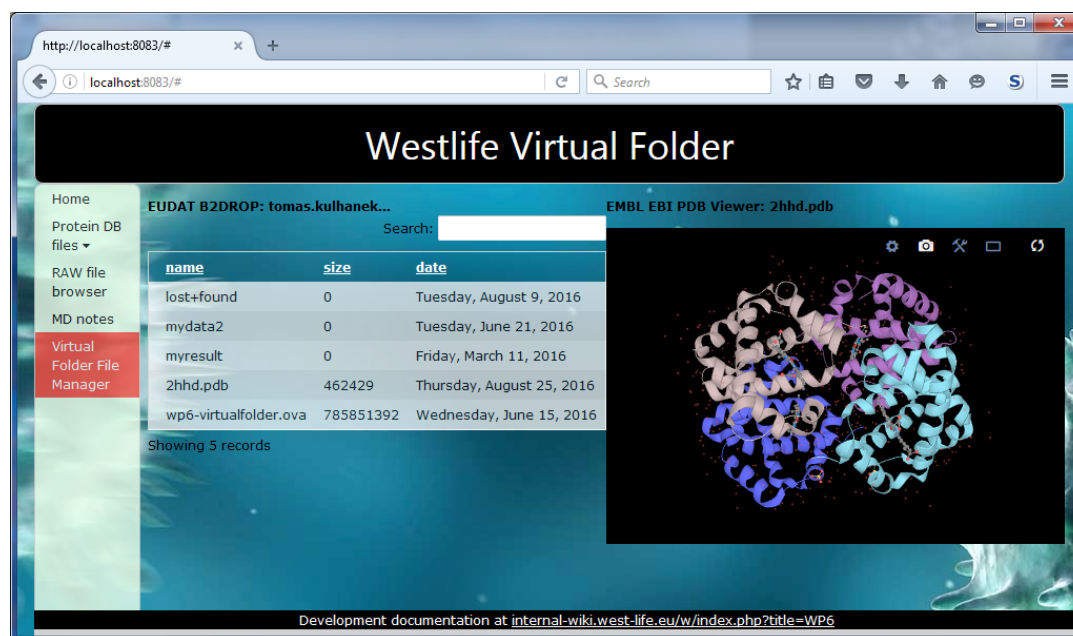 http://localhost:8083/#
localhost:8083/#
Search
S)
Westlife Virtual Folder
Home
Protein DB
files
RAW file
browser
MD notes
Virtual
Folder File
Manager
EUDAT B2DROP: tomas.kulhanek...
Search:
name size date
lost+found 0 Tuesday, August 9, 2016
mydata2 0 Tuesday, June 21, 2016
myresult 0 Friday, March 11, 2016
2hhd.pdb 462429 Thursday, August 25, 2016
wp6-virtualfolder.ova 785851392 Wednesday, June 15, 2016
Showing 5 records
EMBL EBI PDB Viewer: 2hhd.pdb
Development documentation at internal-wiki.west-life.eu/w/index.php?title=WP6